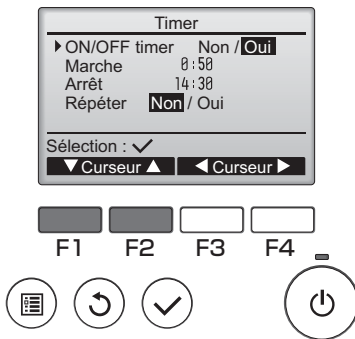 Timer
ON/OFF timer Non / Oui
Marche 0:50
Arrêt 14:30
Répéter Non / Oui
Sélection : ✓
▼ Curseur ▲ ◀ Curseur ▶
F1 F2 F3 F4